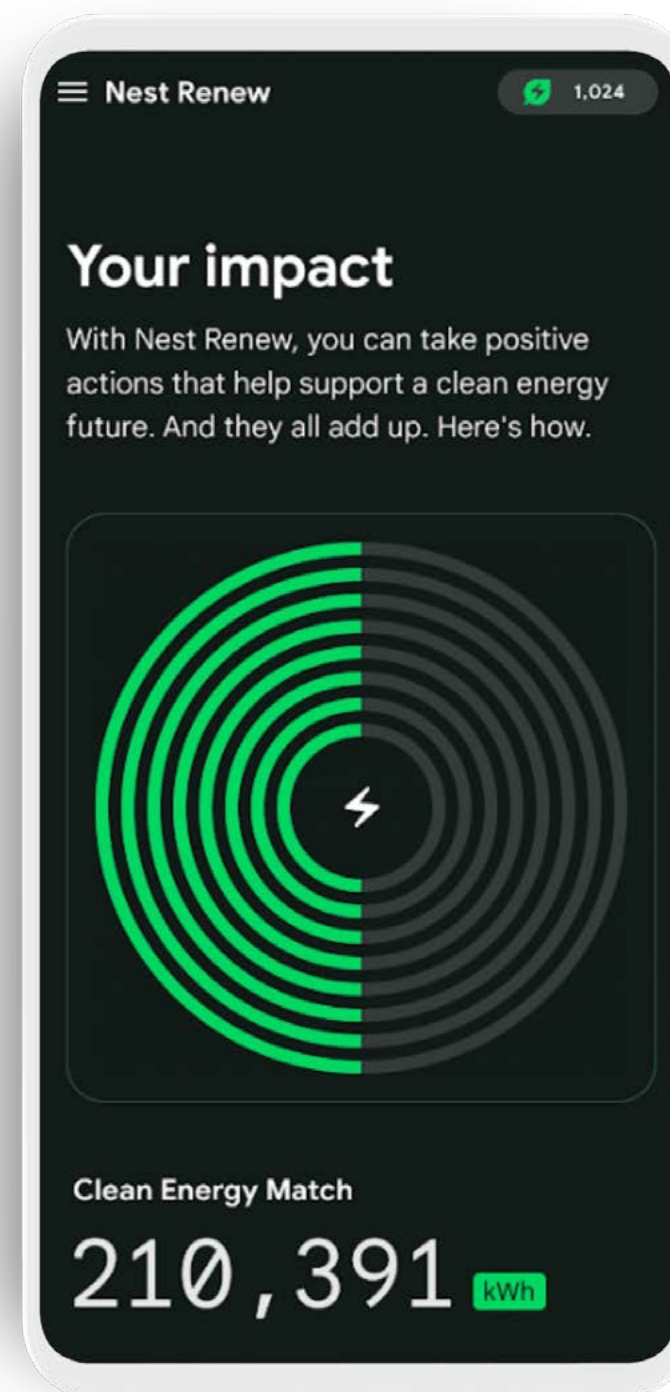 Nest Renew
1,024
Your impact
With Nest Renew, you can take positive
actions that help support a clean energy
future. And they all add up. Here's how.
Clean Energy Match
210,391 kWh